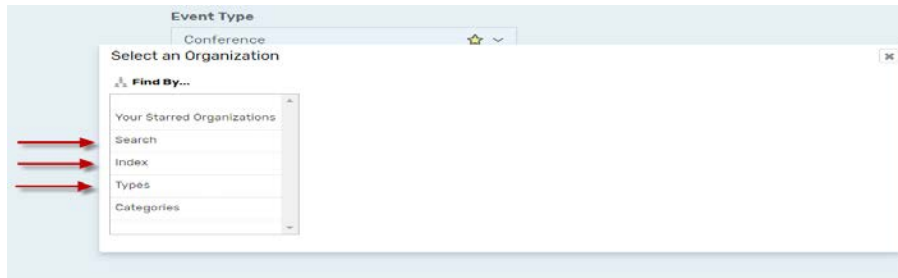 Event Type
Conference
Select an Organization
Find By...
Your Starred Organizations
Search
Index
Types
Categories